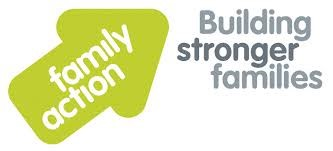 family
action
Building
stronger
families